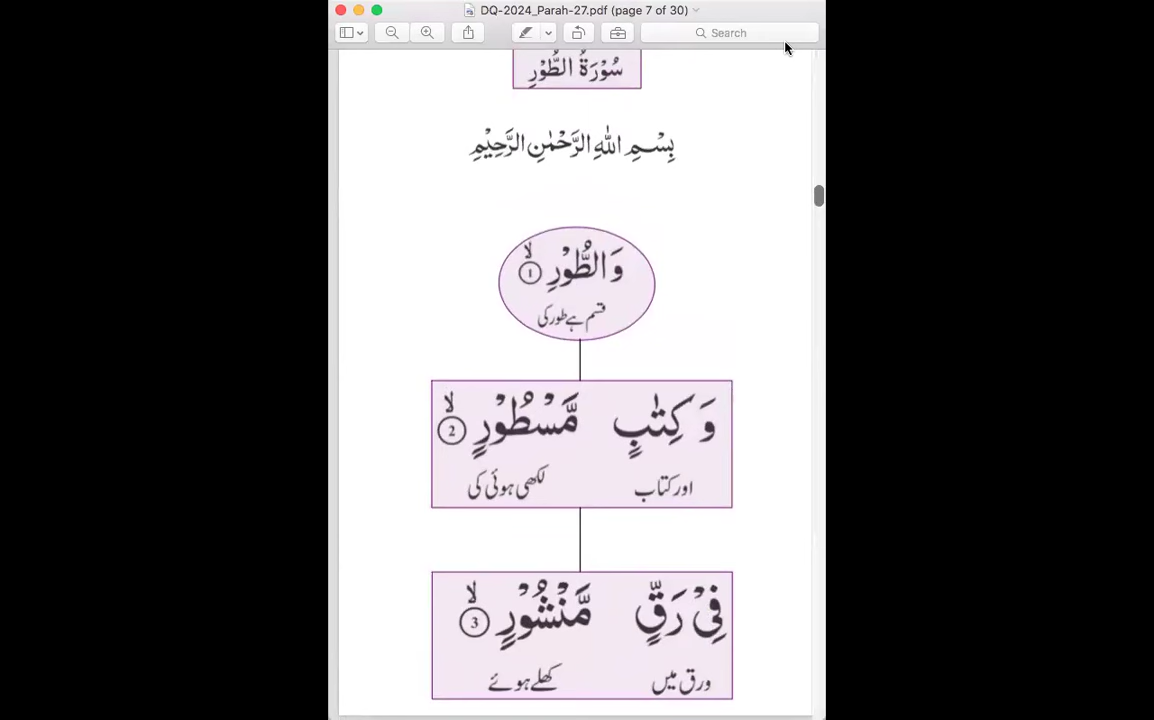 DQ-2024_Parah-27.pdf (page 7 of 30)
Search
سُوْرَةُ الطُّوْرِ
بِسْمِ اللّٰهِ الرَّحْمٰنِ الرَّحِيْمِ
وَ الطُّوْرِ ۙ ۱
قسم ہے طور کی
وَ كِتٰبٍ مَّسْطُوْرٍ ۙ 2
اور کتاب لکھی ہوئی کی
فِیْ رَقٍّ مَّنْشُوْرٍ ۙ 3
ورق میں کھلے ہوئے